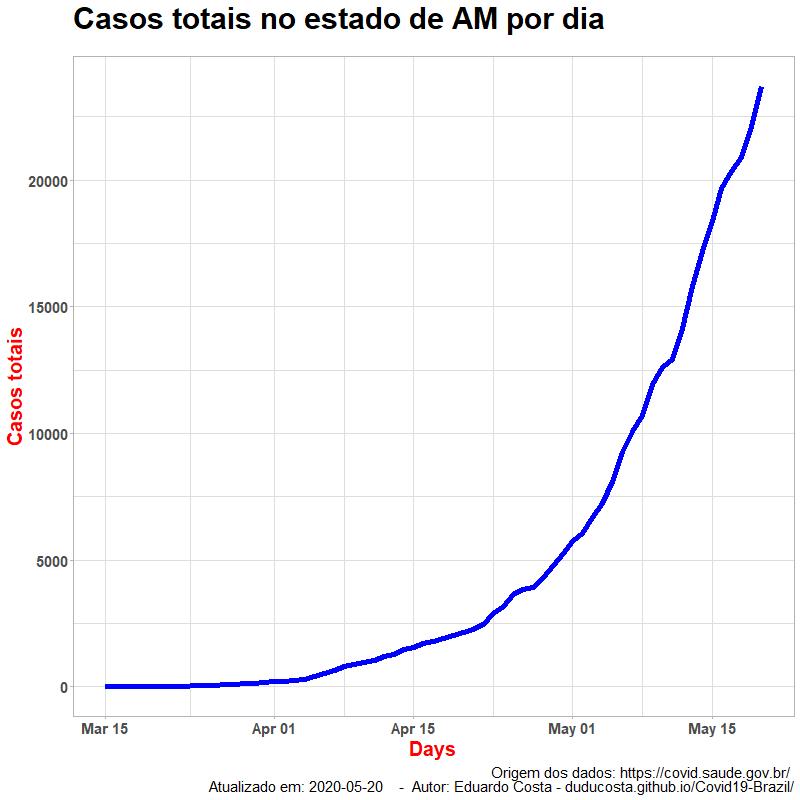 Casos totais no estado de AM por dia
Casos totais
20000
15000
10000
5000
0
Mar 15 Apr 01 Apr 15 May 01 May 15
Days
Origem dos dados: https://covid.saude.gov.br/
Atualizado em: 2020-05-20 - Autor: Eduardo Costa - duducosta.github.io/Covid19-Brazil/